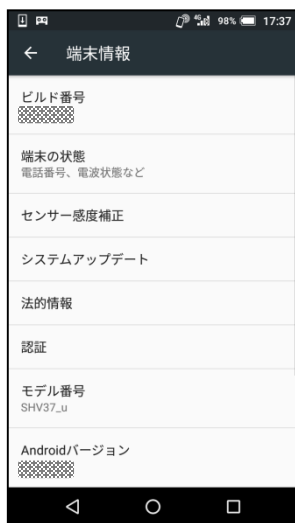 4G 98% 17:37
端末情報
ビルド番号
端末の状態
電話番号、電波状態など
センサー感度補正
システムアップデート
法的情報
認証
モデル番号
SHV37_u
Androidバージョン